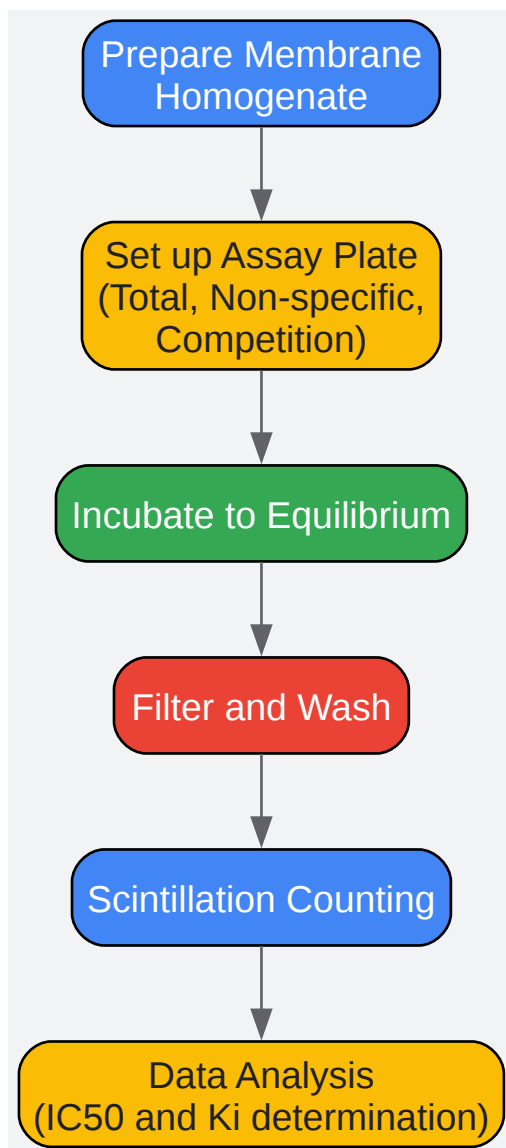 Prepare Membrane
Homogenate
Set up Assay Plate
(Total, Non-specific,
Competition)
Incubate to Equilibrium
Filter and Wash
Scintillation Counting
Data Analysis
(IC50 and Ki determination)